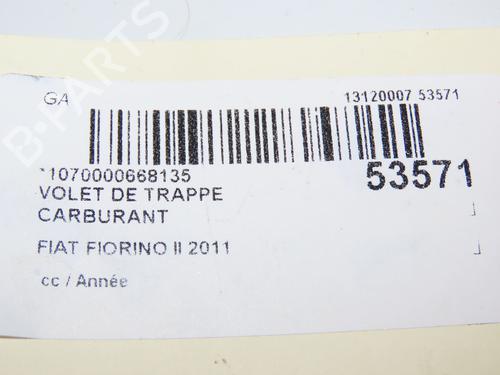 B-PARTS
GA
13120007 53571
*1070000668135
53571
VOLET DE TRAPPE
CARBURANT
FIAT FIORINO II 2011
cc / Année